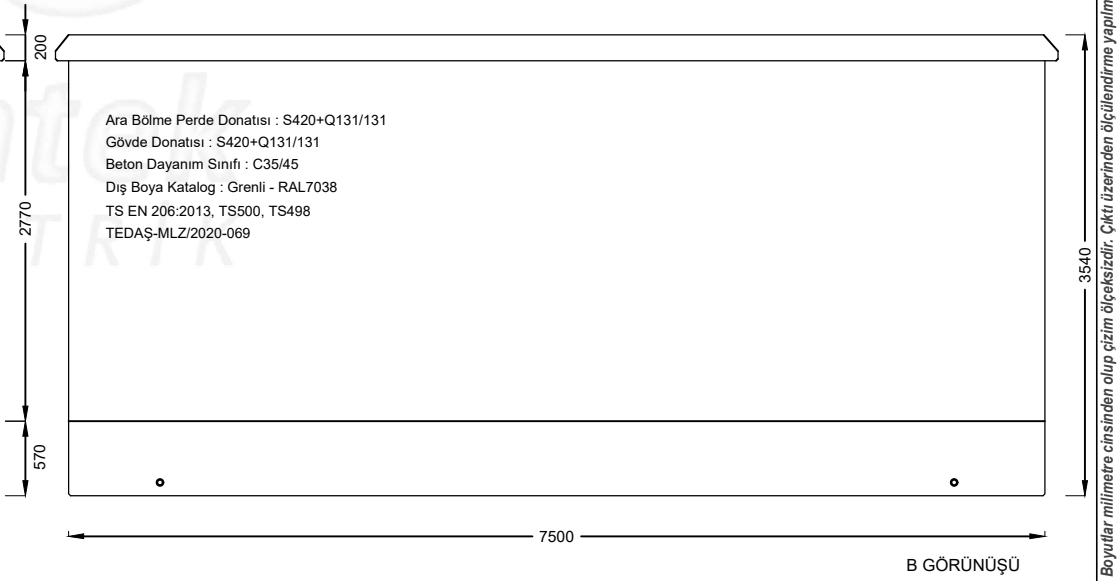 200
Ara Bölme Perde Donatısı : S420+Q131/131
Gövde Donatısı : S420+Q131/131
Beton Dayanım Sınıfı : C35/45
Dış Boya Katalog : Grenli - RAL7038
TS EN 206:2013, TS500, TS498
TEDAŞ-MLZ/2020-069
2770
3540
570
7500
B GÖRÜNÜŞÜ
Boyutlar milimetre cinsinden olup çizim ölçeksizdir. Çıktı üzerinden ölçülendirme